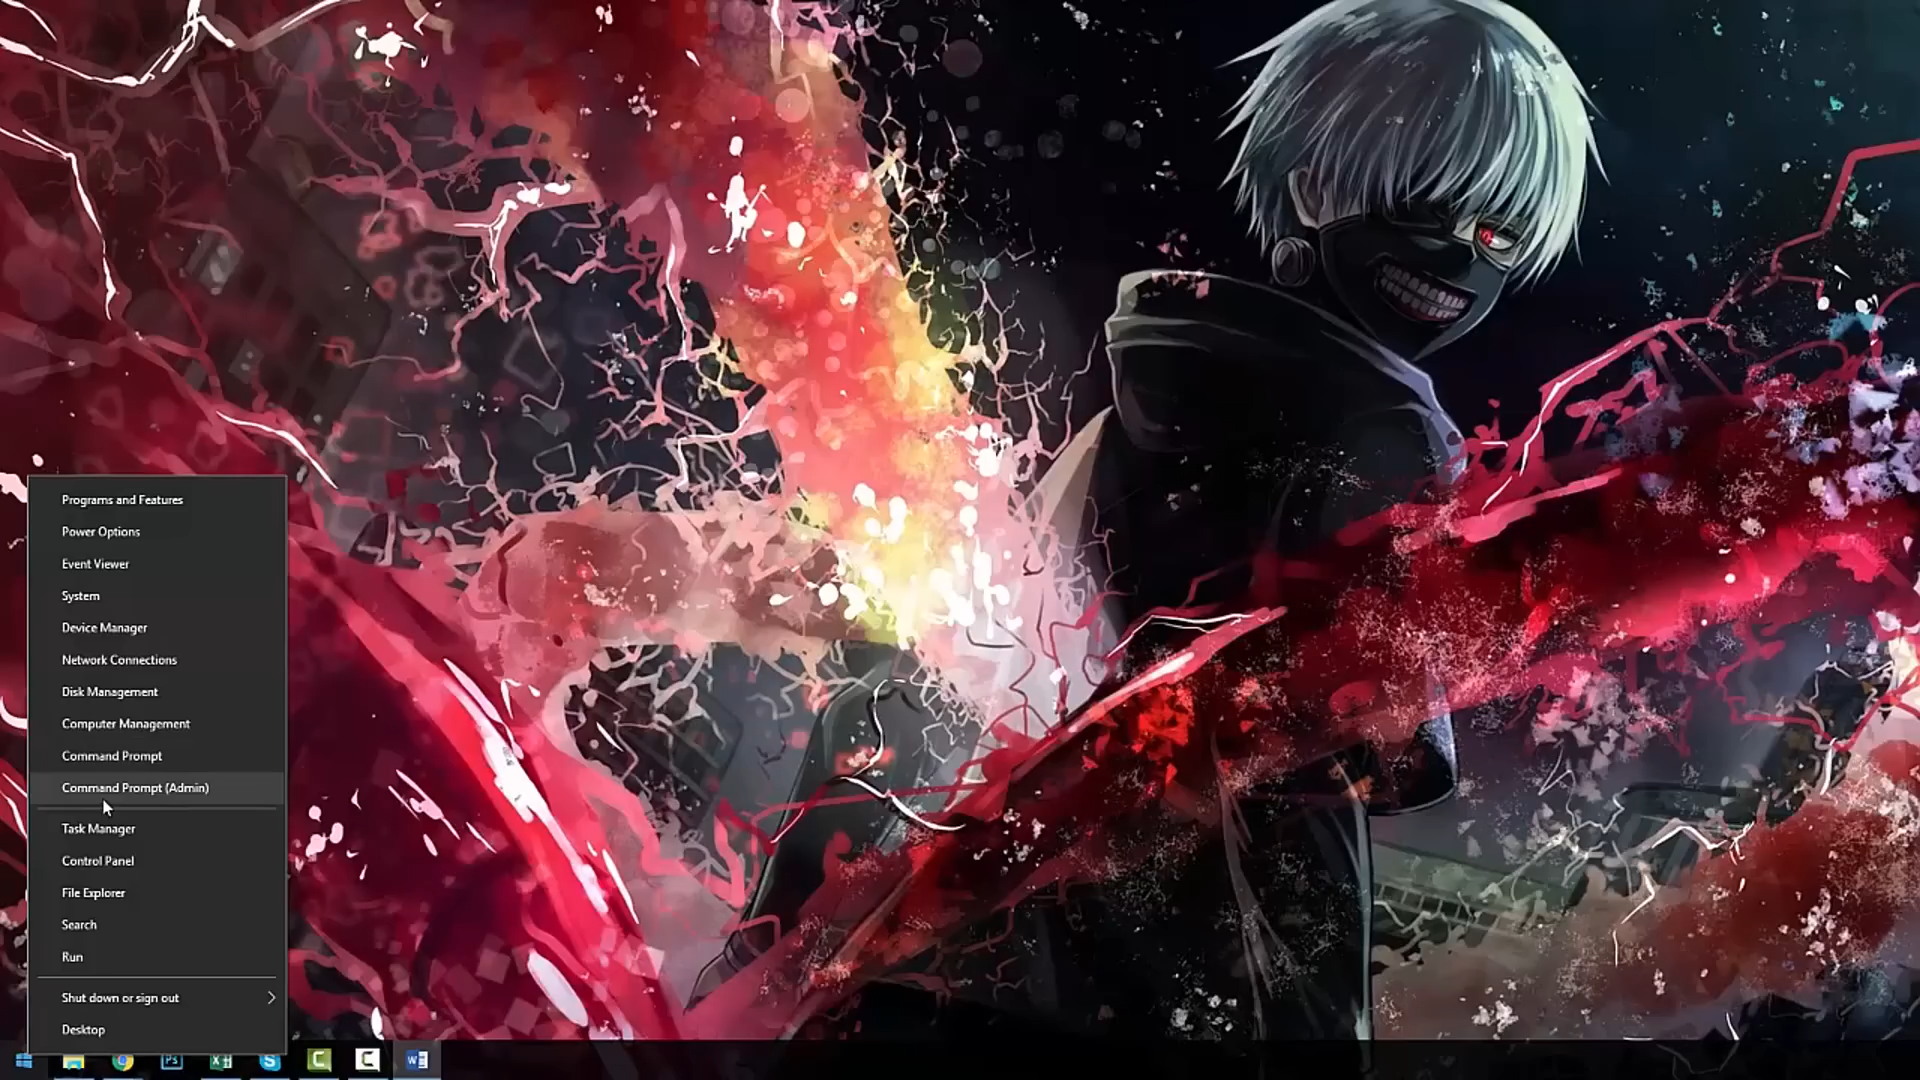 Programs and Features
Power Options
Event Viewer
System
Device Manager
Network Connections
Disk Management
Computer Management
Command Prompt
Command Prompt (Admin)
Task Manager
Control Panel
File Explorer
Search
Run
Shut down or sign out
Desktop